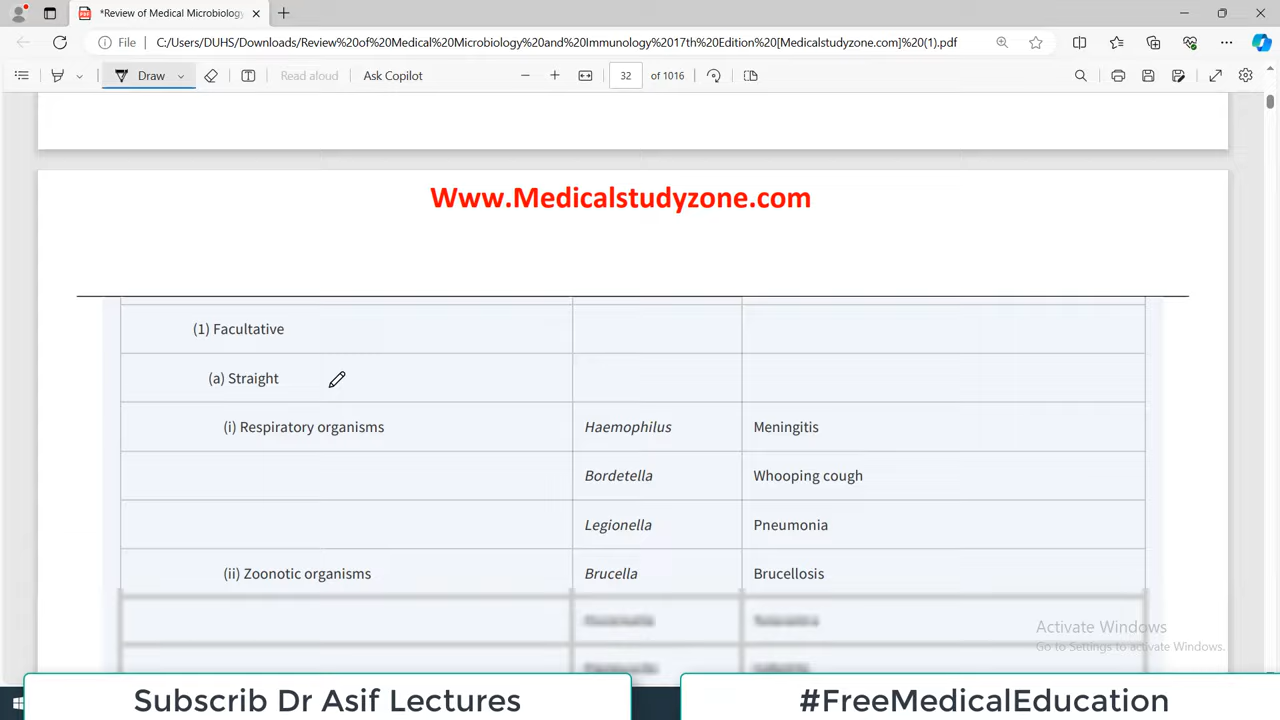 *Review of Medical Microbiology
File C:/Users/DUHS/Downloads/Review%20of%20Medical%20Microbiology%20and%20Immunology%2017th%20Edition%20[Medicalstudyzone.com]%20(1).pdf
Draw Read aloud Ask Copilot 32 of 1016
Www.Medicalstudyzone.com
(1) Facultative
(a) Straight
(i) Respiratory organisms Haemophilus Meningitis
Bordetella Whooping cough
Legionella Pneumonia
(ii) Zoonotic organisms Brucella Brucellosis
Activate Windows
Go to Settings to activate Windows.
Subscrib Dr Asif Lectures
#FreeMedicalEducation